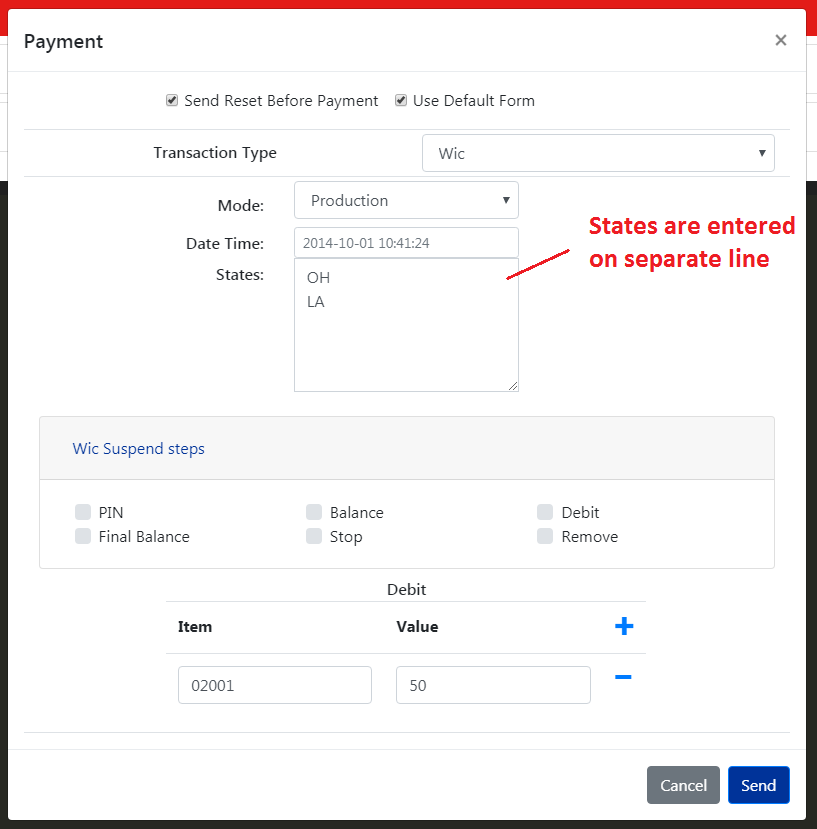 Payment ×
Send Reset Before Payment Use Default Form
Transaction Type Wic
Mode: Production
Date Time: 2014-10-01 10:41:24
States: OH
LA
States are entered
on separate line
Wic Suspend steps
PIN Balance Debit
Final Balance Stop Remove
Debit
Item Value +
02001 50 −
Cancel Send